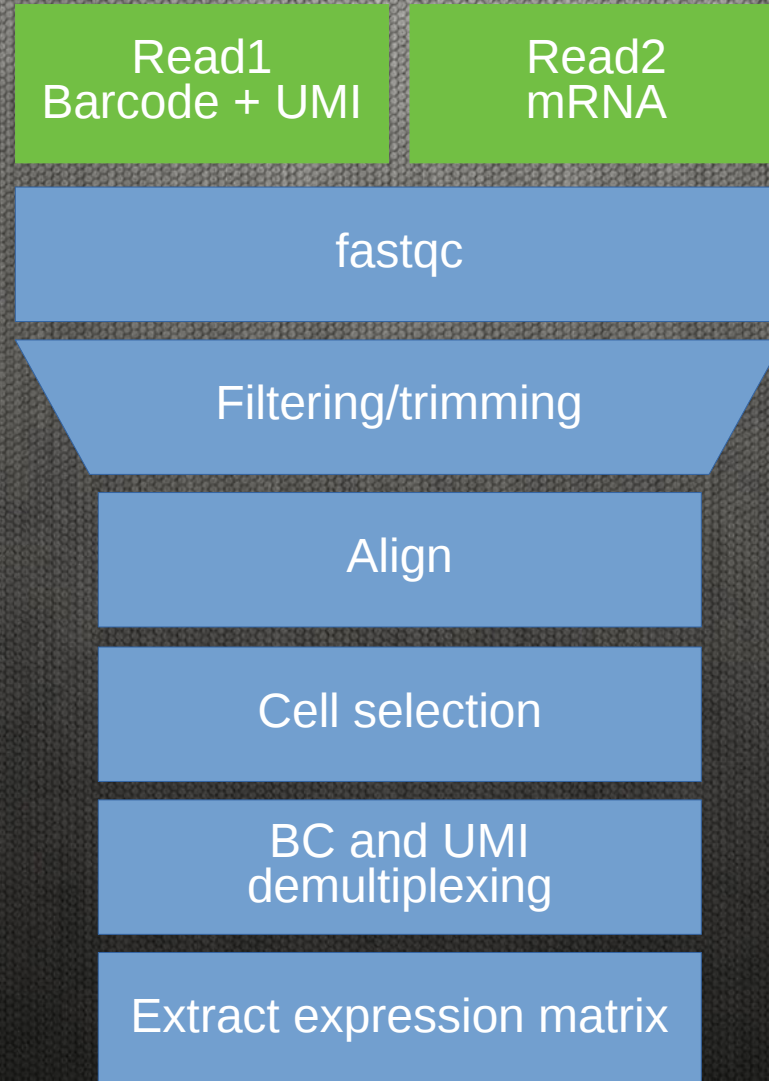 Read1
Barcode + UMI
Read2
mRNA
fastqc
Filtering/trimming
Align
Cell selection
BC and UMI
demultiplexing
Extract expression matrix